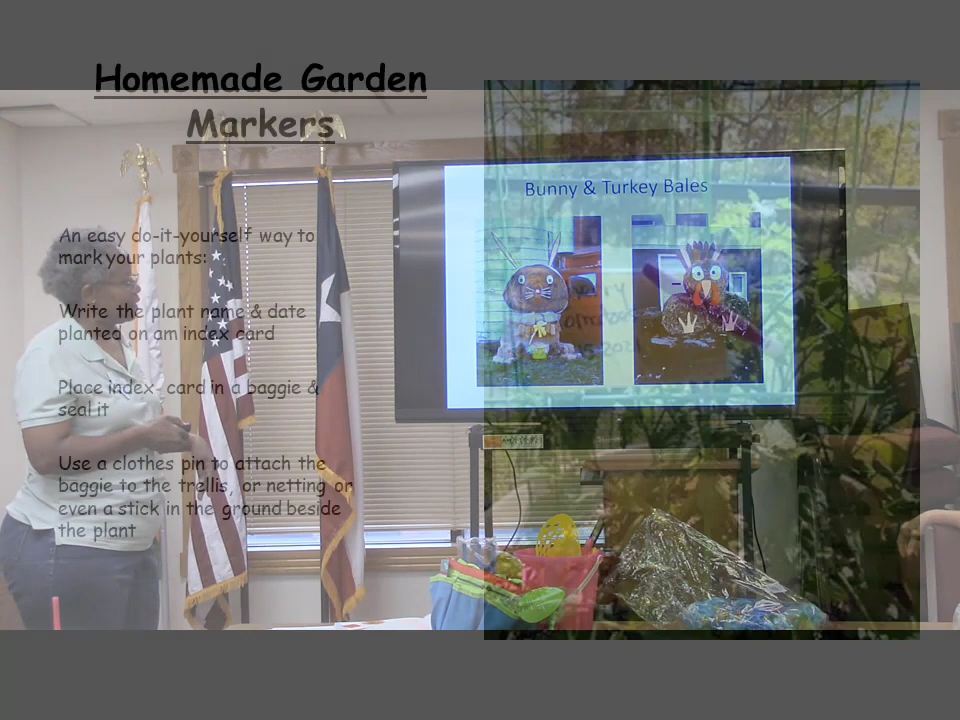 Homemade Garden
Markers
An easy do-it-yourself way to
mark your plants:
Write the plant name & date
planted on am index card
Place index card in a baggie &
seal it
Use a clothes pin to attach the
baggie to the trellis, or netting or
even a stick in the ground beside
the plant
Bunny & Turkey Bales